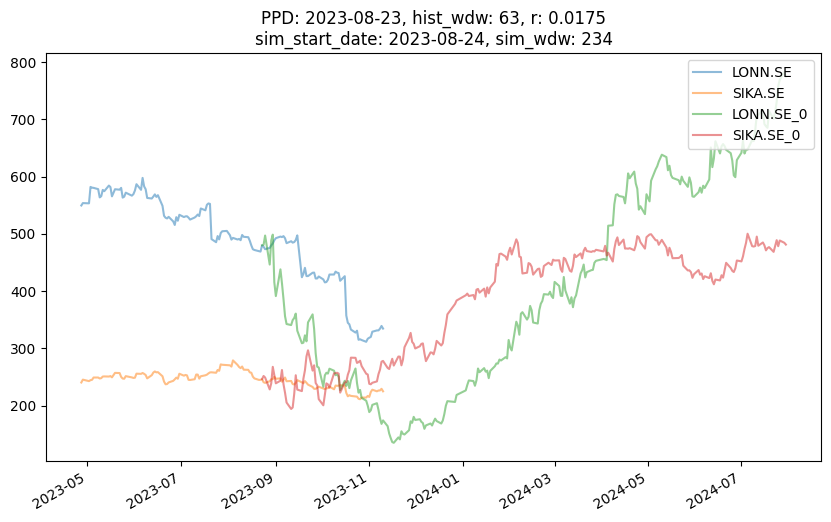 PPD: 2023-08-23, hist_wdw: 63, r: 0.0175
sim_start_date: 2023-08-24, sim_wdw: 234
800
700
600
500
400
300
200
LONN.SE
SIKA.SE
LONN.SE_0
SIKA.SE_0
2023-05
2023-07
2023-09
2023-11
2024-01
2024-03
2024-05
2024-07